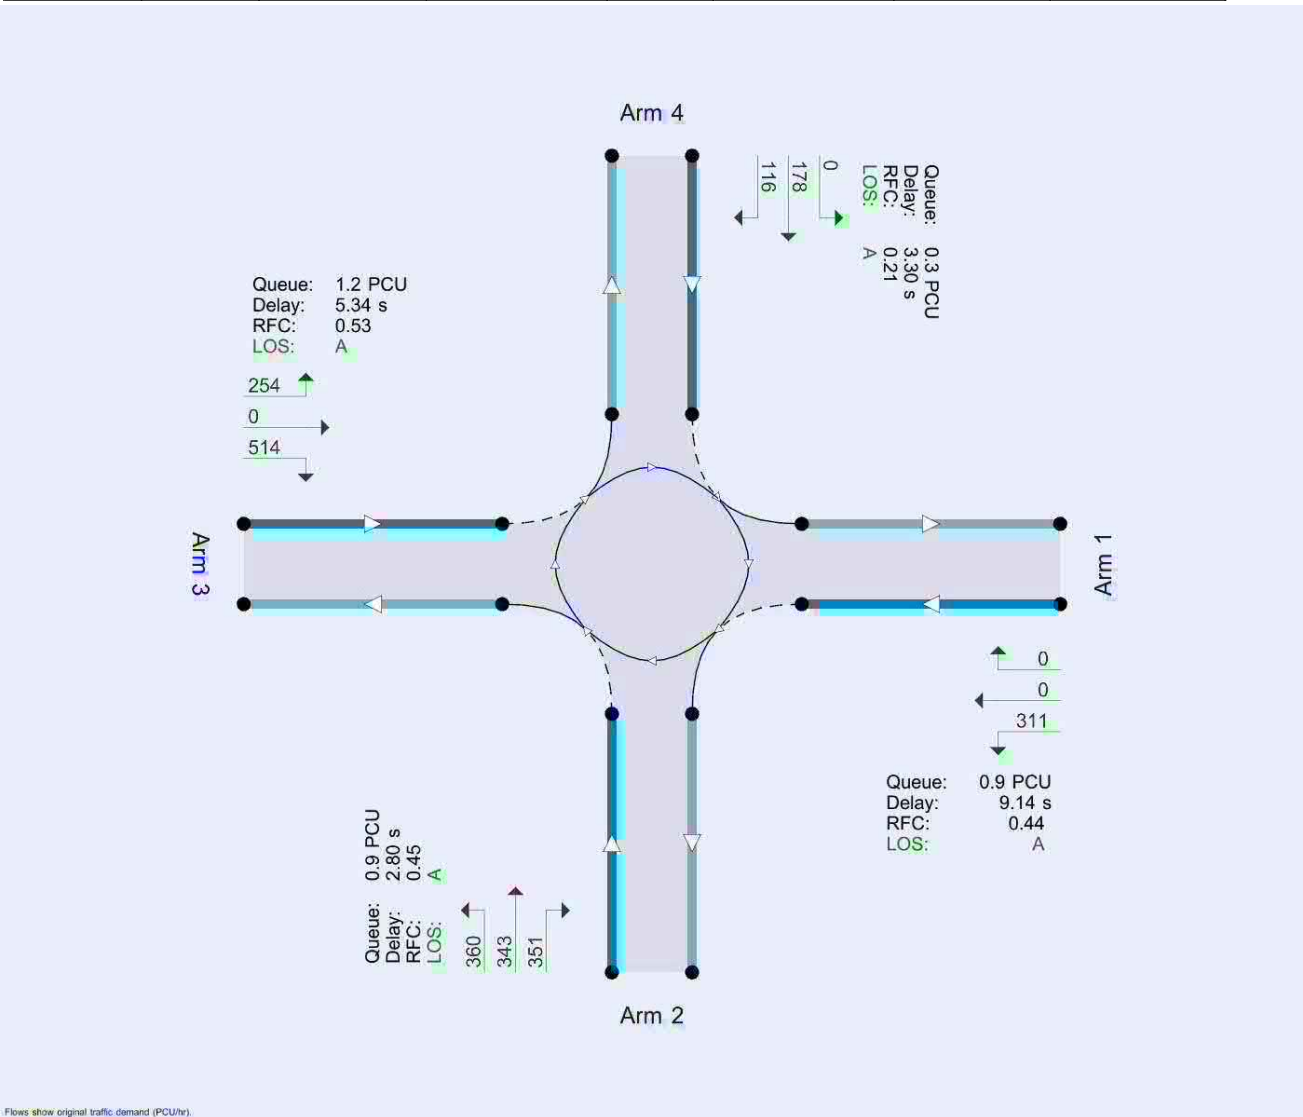 Arm 4
116
178
0
Queue: 0.3 PCU
Delay: 3.30 s
RFC: 0.21
LOS: A
Queue: 1.2 PCU
Delay: 5.34 s
RFC: 0.53
LOS: A
254
0
514
Arm 3
Arm 1
0
0
311
Queue: 0.9 PCU
Delay: 9.14 s
RFC: 0.44
LOS: A
Queue: 0.9 PCU
Delay: 2.80 s
RFC: 0.45
LOS: A
360
343
351
Arm 2
Flows show original traffic demand (PCU/hr).